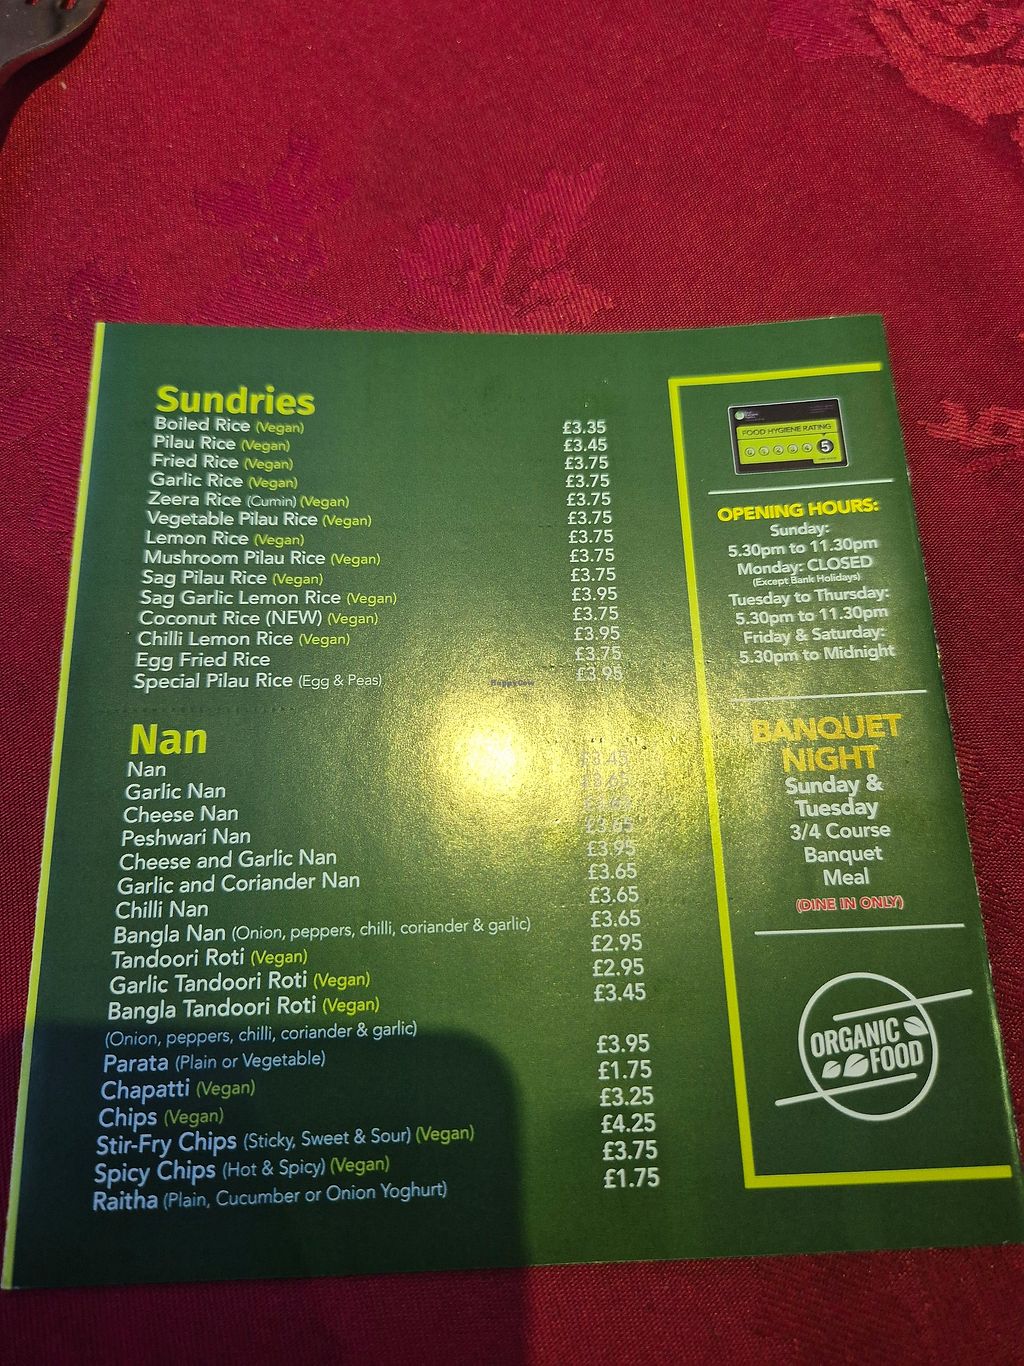 Sundries
Boiled Rice (Vegan) £3.35
Pilau Rice (Vegan) £3.45
Fried Rice (Vegan) £3.75
Garlic Rice (Vegan) £3.75
Zeera Rice (Cumin) (Vegan) £3.75
Vegetable Pilau Rice (Vegan) £3.75
Lemon Rice (Vegan) £3.75
Mushroom Pilau Rice (Vegan) £3.75
Sag Pilau Rice (Vegan) £3.75
Sag Garlic Lemon Rice (Vegan) £3.95
Coconut Rice (NEW) (Vegan) £3.75
Chilli Lemon Rice (Vegan) £3.95
Egg Fried Rice £3.75
Special Pilau Rice (Egg & Peas) £3.95
HappyCow
Nan
Nan £3.45
Garlic Nan £3.65
Cheese Nan
Peshwari Nan £3.65
Cheese and Garlic Nan £3.95
Garlic and Coriander Nan £3.65
Chilli Nan £3.65
Bangla Nan (Onion, peppers, chilli, coriander & garlic) £3.65
Tandoori Roti (Vegan) £2.95
Garlic Tandoori Roti (Vegan) £2.95
Bangla Tandoori Roti (Vegan) £3.45
(Onion, peppers, chilli, coriander & garlic)
Parata (Plain or Vegetable) £3.95
Chapatti (Vegan) £1.75
Chips (Vegan) £3.25
Stir-Fry Chips (Sticky, Sweet & Sour) (Vegan) £4.25
Spicy Chips (Hot & Spicy) (Vegan) £3.75
Raitha (Plain, Cucumber or Onion Yoghurt) £1.75
FOOD HYGIENE RATING
0 1 2 3 4 5
OPENING HOURS:
Sunday:
5.30pm to 11.30pm
Monday: CLOSED
(Except Bank Holidays)
Tuesday to Thursday:
5.30pm to 11.30pm
Friday & Saturday:
5.30pm to Midnight
BANQUET
NIGHT
Sunday &
Tuesday
3/4 Course
Banquet
Meal
(DINE IN ONLY)
ORGANIC
FOOD